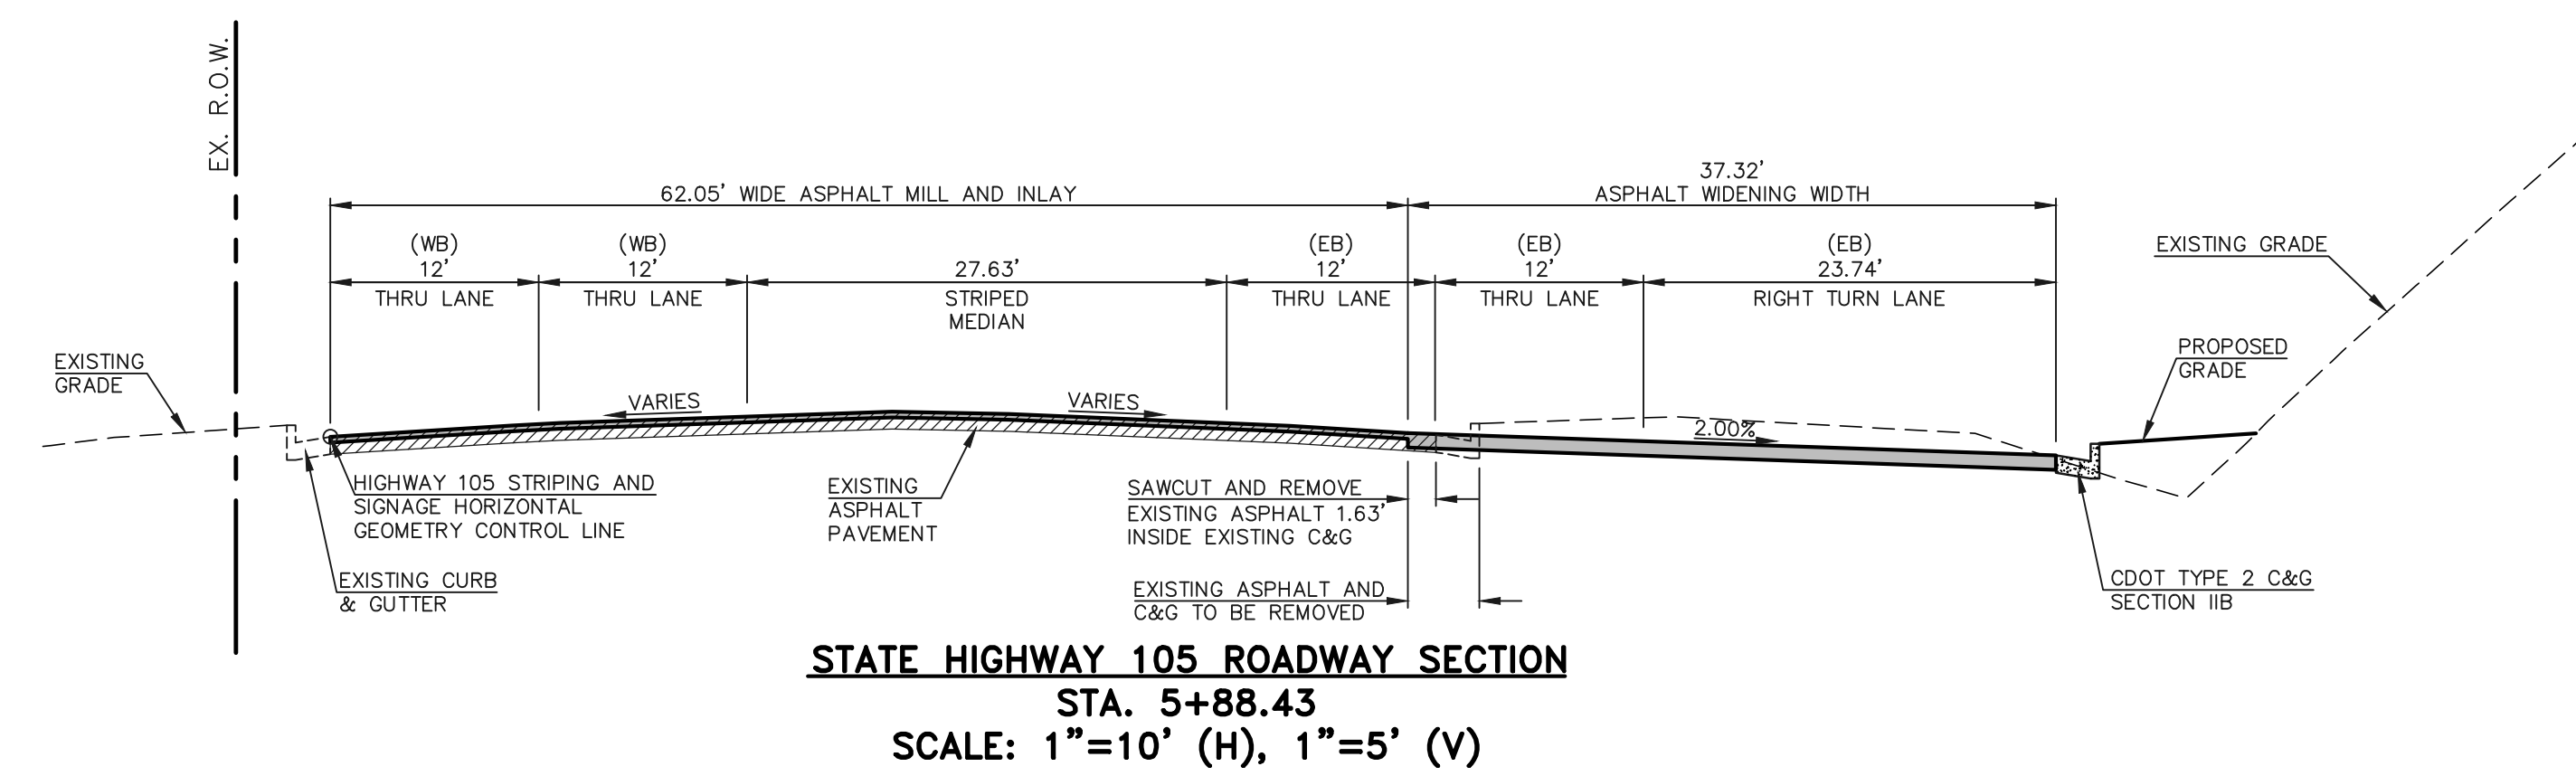 EX. R.O.W.
62.05' WIDE ASPHALT MILL AND INLAY
37.32'
ASPHALT WIDENING WIDTH
(WB)
12'
THRU LANE
(WB)
12'
THRU LANE
27.63'
STRIPED
MEDIAN
(EB)
12'
THRU LANE
(EB)
12'
THRU LANE
(EB)
23.74'
RIGHT TURN LANE
EXISTING GRADE
PROPOSED
GRADE
EXISTING
GRADE
VARIES
VARIES
2.00%
HIGHWAY 105 STRIPING AND
SIGNAGE HORIZONTAL
GEOMETRY CONTROL LINE
EXISTING
ASPHALT
PAVEMENT
SAWCUT AND REMOVE
EXISTING ASPHALT 1.63'
INSIDE EXISTING C&G
EXISTING CURB
& GUTTER
EXISTING ASPHALT AND
C&G TO BE REMOVED
CDOT TYPE 2 C&G
SECTION IIB
STATE HIGHWAY 105 ROADWAY SECTION
STA. 5+88.43
SCALE: 1"=10' (H), 1"=5' (V)